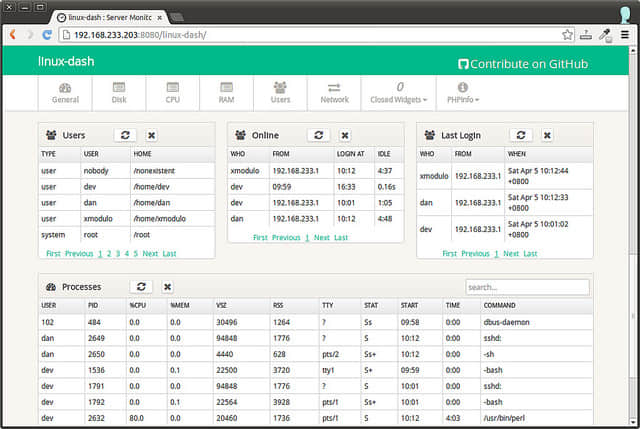 linux-dash : Server Monitc
192.168.233.203:8080/linux-dash/
linux-dash
Contribute on GitHub
General Disk CPU RAM Users Network 0 Closed Widgets PHPInfo
Users
TYPE USER HOME
user nobody /nonexistent
user dev /home/dev
user dan /home/dan
user xmodulo /home/xmodulo
system root /root
First Previous 1 2 3 4 5 Next Last
Online
WHO FROM LOGIN AT IDLE
xmodulo 192.168.233.1 10:12 4:37
dev 09:59 16:33 0.16s
dev 192.168.233.1 10:01 1:05
dan 192.168.233.1 10:12 4:48
First Previous 1 Next Last
Last Login
WHO FROM WHEN
xmodulo 192.168.233.1 Sat Apr 5 10:12:44
+0800
dan 192.168.233.1 Sat Apr 5 10:12:33
+0800
dev 192.168.233.1 Sat Apr 5 10:01:02
+0800
First Previous 1 Next Last
Processes
search...
USER PID %CPU %MEM VSZ RSS TTY STAT START TIME COMMAND
102 484 0.0 0.0 30496 1264 ? Ss 09:58 0:00 dbus-daemon
dan 2649 0.0 0.0 94848 1776 ? S 10:12 0:00 sshd:
dan 2650 0.0 0.0 4440 628 pts/2 Ss+ 10:12 0:00 -sh
dev 1536 0.0 0.1 22500 3720 tty1 S+ 09:59 0:00 -bash
dev 1791 0.0 0.0 94848 1776 ? S 10:01 0:00 sshd:
dev 1792 0.0 0.1 22564 3928 pts/1 Ss+ 10:01 0:00 -bash
dev 2632 80.0 0.0 20460 1736 pts/1 S 10:12 4:03 /usr/bin/perl